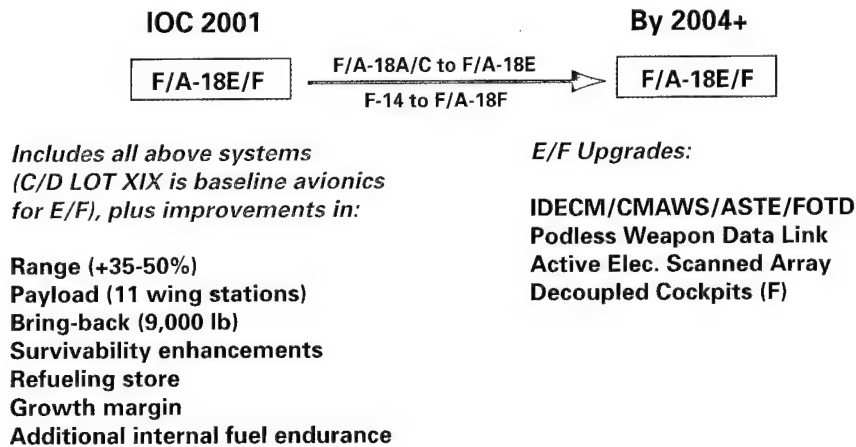 IOC 2001
By 2004+
F/A-18E/F
F/A-18A/C to F/A-18E
F-14 to F/A-18F
F/A-18E/F
Includes all above systems
(C/D LOT XIX is baseline avionics
for E/F), plus improvements in:
Range (+35-50%)
Payload (11 wing stations)
Bring-back (9,000 lb)
Survivability enhancements
Refueling store
Growth margin
Additional internal fuel endurance
E/F Upgrades:
IDECM/CMAWS/ASTE/FOTD
Podless Weapon Data Link
Active Elec. Scanned Array
Decoupled Cockpits (F)